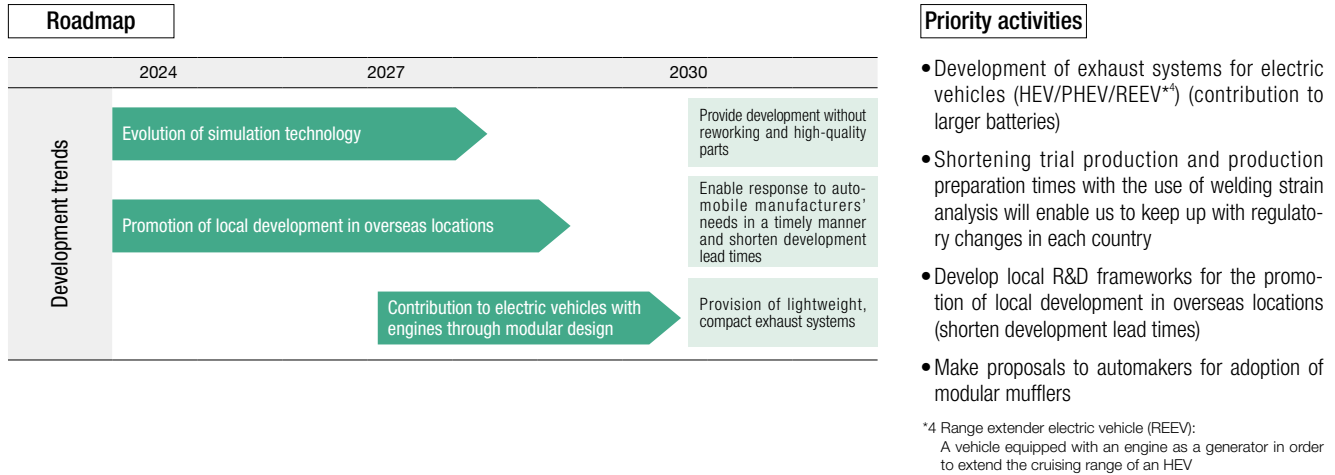 Roadmap
2024 2027 2030
Development trends
Evolution of simulation technology
Provide development without
reworking and high-quality
parts
Promotion of local development in overseas locations
Enable response to auto-
mobile manufacturers'
needs in a timely manner
and shorten development
lead times
Contribution to electric vehicles with
engines through modular design
Provision of lightweight,
compact exhaust systems
Priority activities
•Development of exhaust systems for electric
vehicles (HEV/PHEV/REEV*4) (contribution to
larger batteries)
•Shortening trial production and production
preparation times with the use of welding strain
analysis will enable us to keep up with regulato-
ry changes in each country
•Develop local R&D frameworks for the promo-
tion of local development in overseas locations
(shorten development lead times)
•Make proposals to automakers for adoption of
modular mufflers
*4 Range extender electric vehicle (REEV):
A vehicle equipped with an engine as a generator in order
to extend the cruising range of an HEV